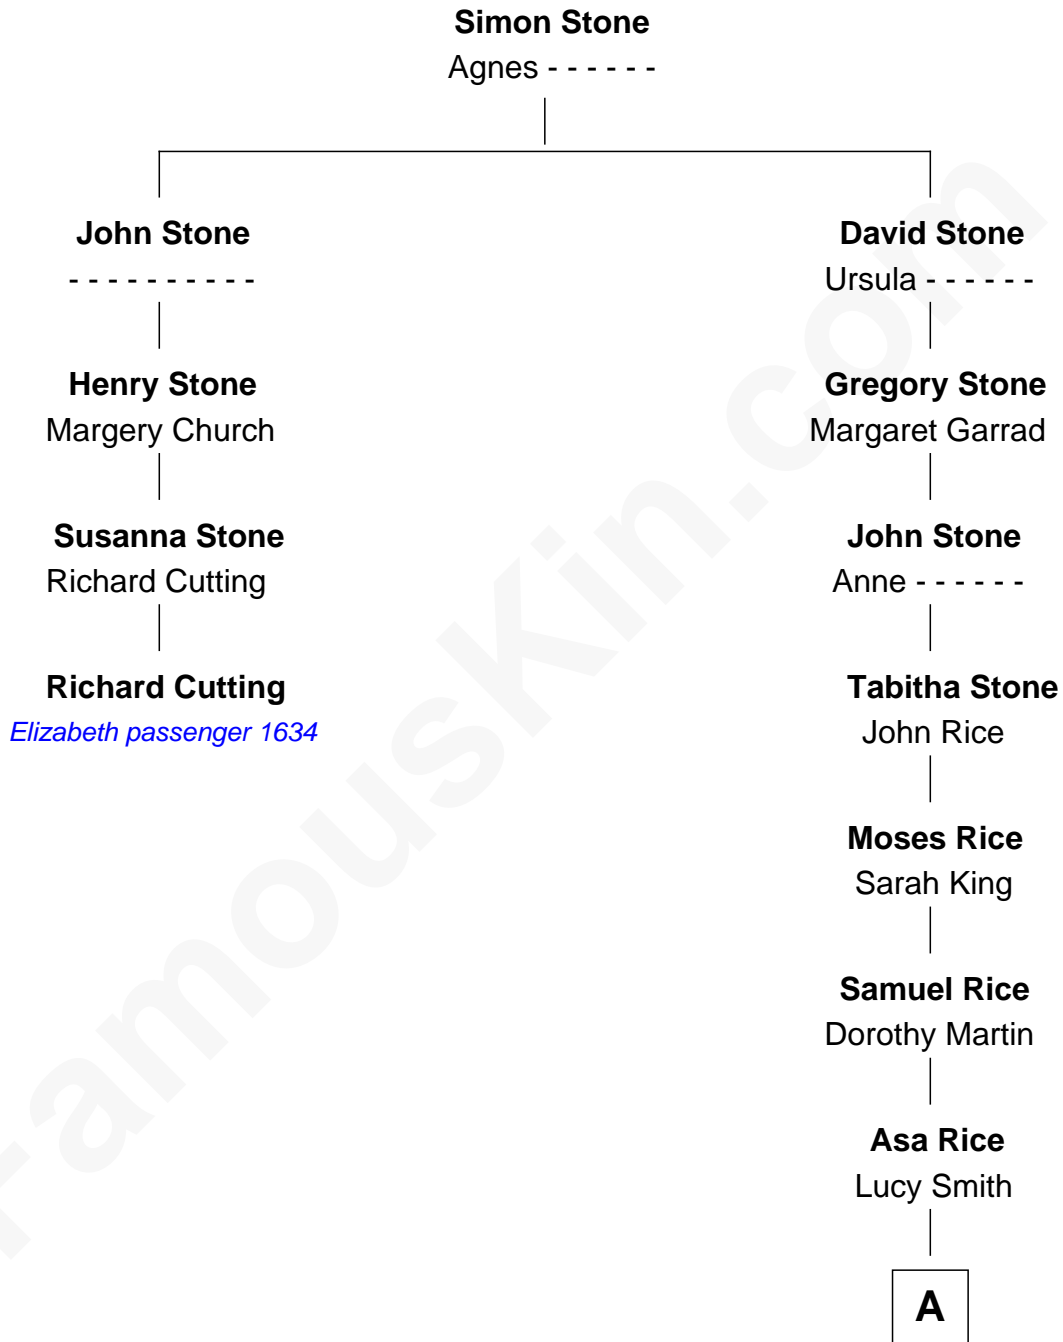 Simon Stone
Agnes - - - - - -
John Stone
- - - - - - - - - -
Henry Stone
Margery Church
Susanna Stone
Richard Cutting
Richard Cutting
Elizabeth passenger 1634
David Stone
Ursula - - - - - -
Gregory Stone
Margaret Garrad
John Stone
Anne - - - - - -
Tabitha Stone
John Rice
Moses Rice
Sarah King
Samuel Rice
Dorothy Martin
Asa Rice
Lucy Smith
A
FamousKin.com